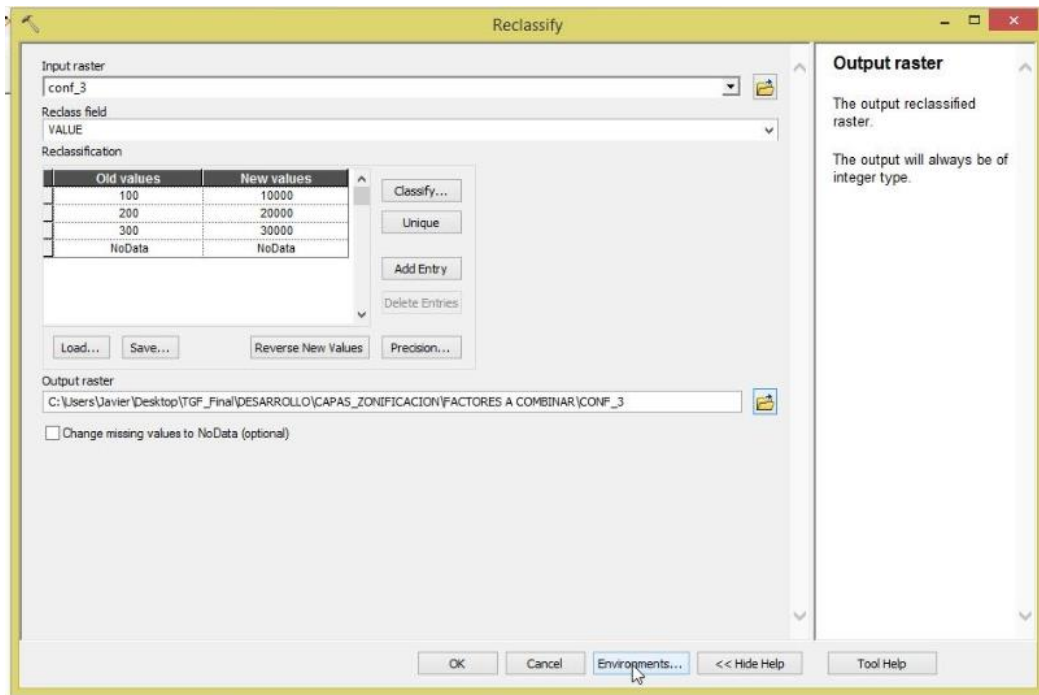 Reclassify
Input raster
conf_3
Reclass field
VALUE
Reclassification
Old values New values
100 10000
200 20000
300 30000
NoData NoData
Classify...
Unique
Add Entry
Delete Entries
Load... Save... Reverse New Values Precision...
Output raster
C:\Users\Javier\Desktop\TGF_Final\DESARROLLO\CAPAS_ZONIFICACION\FACTORES A COMBINAR\CONF_3
Change missing values to NoData (optional)
OK Cancel Environments... << Hide Help Tool Help
Output raster
The output reclassified
raster.
The output will always be of
integer type.